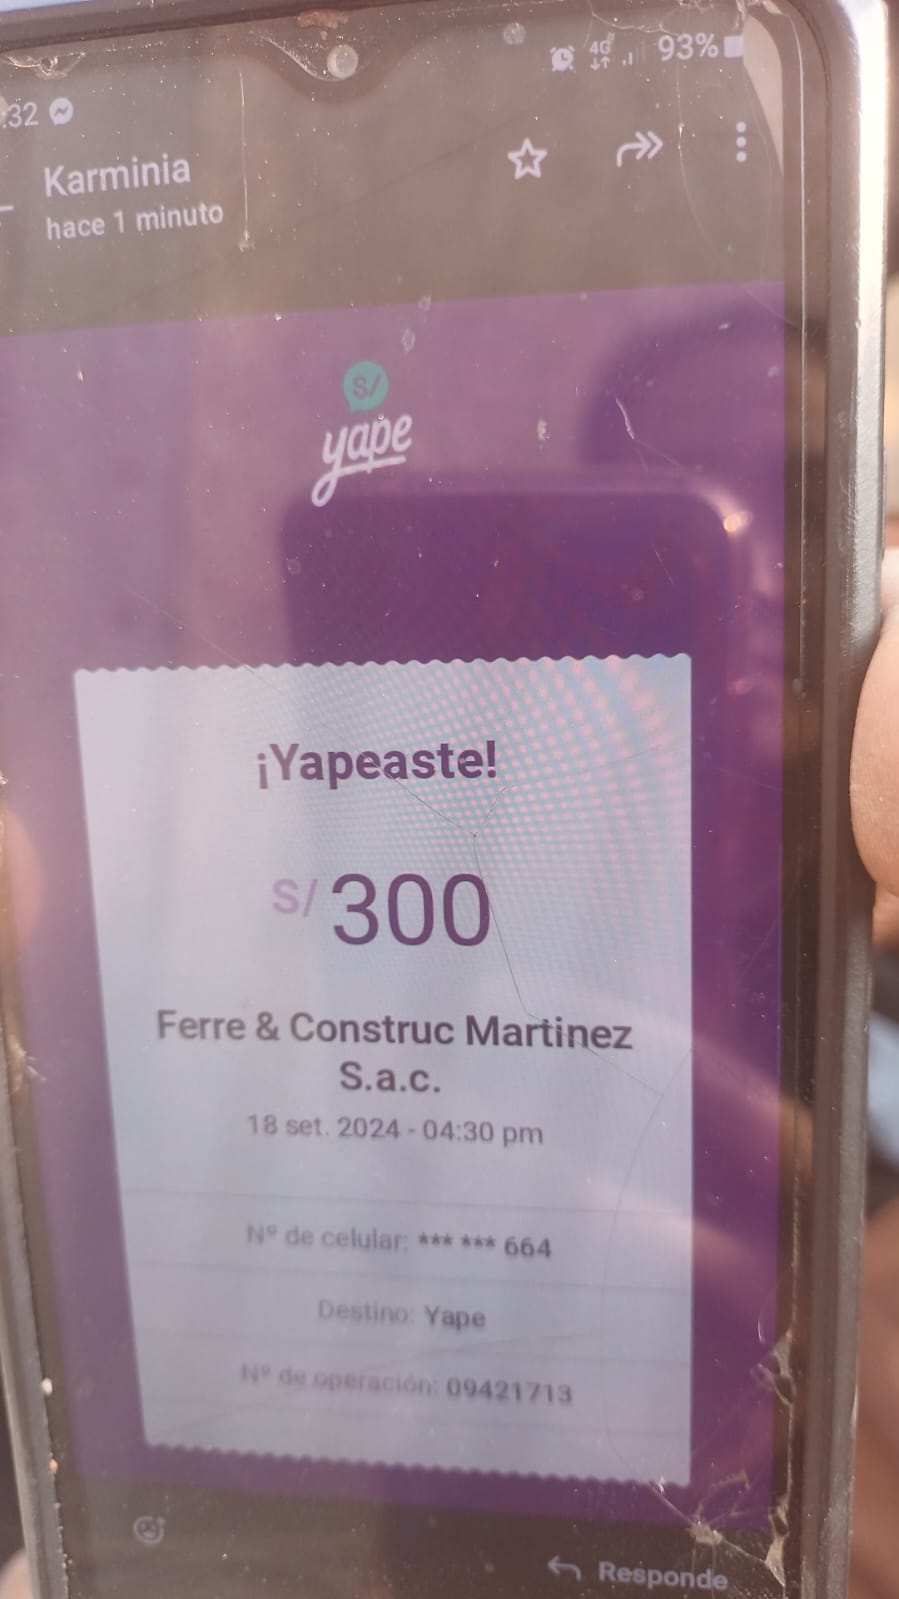 4G 93%
:32
Karminia
hace 1 minuto
S/
yape
¡Yapeaste!
S/ 300
Ferre & Construc Martinez
S.a.c.
18 set. 2024 - 04:30 pm
Nº de celular: *** *** 664
Destino: Yape
Nº de operación: 09421713
Responde